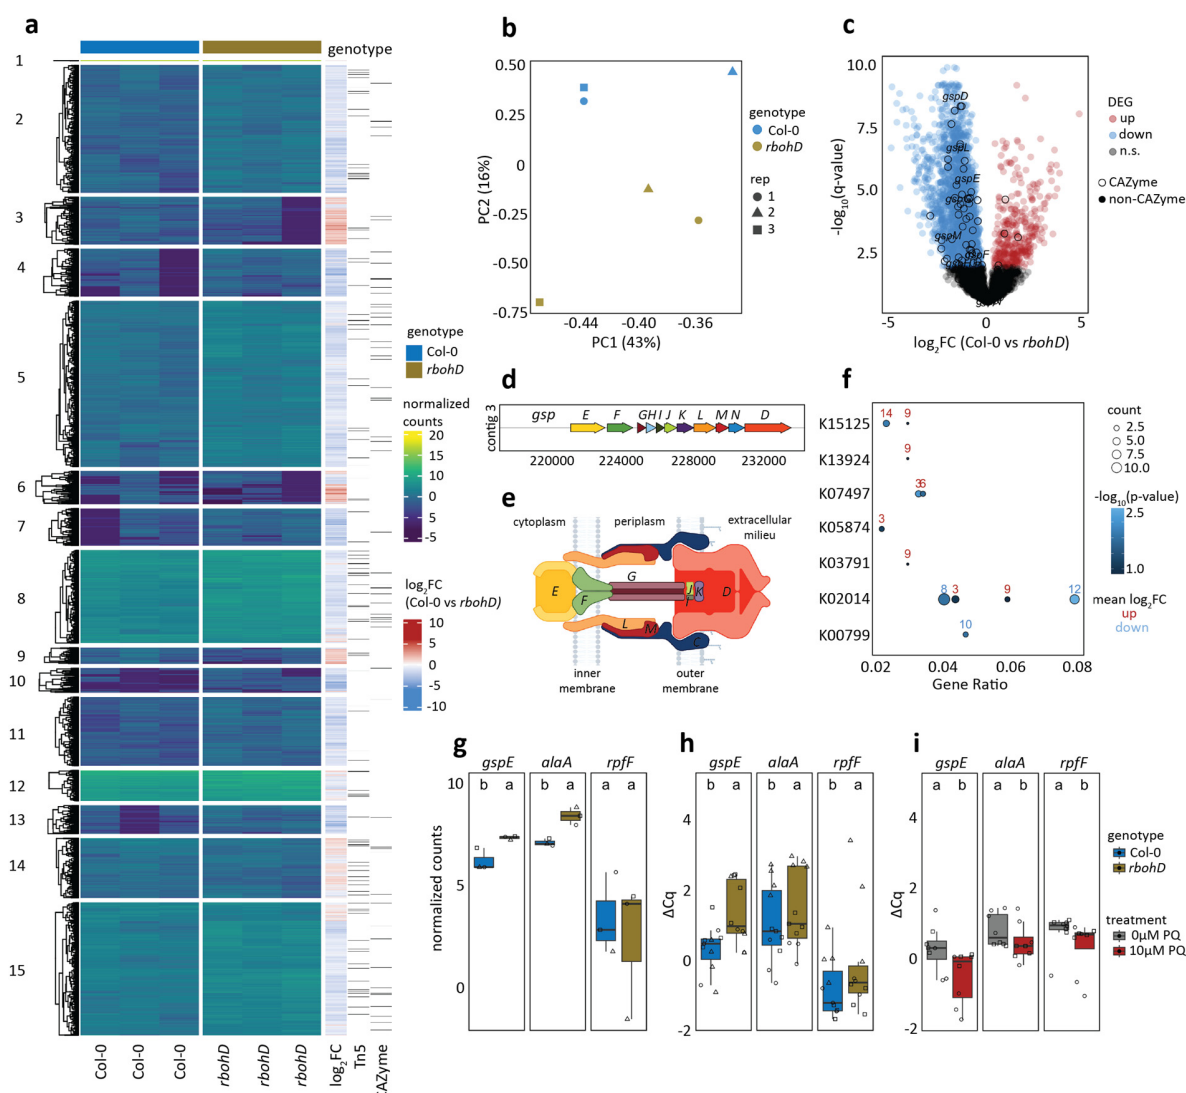 a
genotype
1
2
3
4
5
6
7
8
9
10
11
12
13
14
15
Col-0
Col-0
Col-0
rbohD
rbohD
rbohD
log2FC
Tn5
CAZyme
genotype
Col-0
rbohD
normalized
counts
20
15
10
5
0
-5
log2FC
(Col-0 vs rbohD)
10
5
0
-5
-10
b
0.50
0.25
0
-0.25
-0.50
-0.75
PC2 (16%)
-0.44
-0.40
-0.36
PC1 (43%)
genotype
Col-0
rbohD
rep
1
2
3
c
10.0
7.5
5.0
2.5
-log10(q-value)
gspD
gspL
gspE
gspM
gspF
-5
0
5
log2FC (Col-0 vs rbohD)
DEG
up
down
n.s.
CAZyme
non-CAZyme
d
contig 3
gsp
E
F
G
H
I
J
K
L
M
N
D
220000
224000
228000
232000
e
cytoplasm
periplasm
extracellular
milieu
E
F
G
J
I
K
D
L
M
C
inner
membrane
outer
membrane
f
K15125
K13924
K07497
K05874
K03791
K02014
K00799
14
9
9
3
6
3
9
8
3
9
12
10
0.02
0.04
0.06
0.08
Gene Ratio
count
2.5
5.0
7.5
10.0
-log10(p-value)
2.5
1.0
mean log2FC
up
down
g
gspE
alaA
rpfF
b
a
b
a
a
a
10
5
0
normalized counts
h
gspE
alaA
rpfF
b
a
b
a
a
a
4
2
0
-2
ΔCq
i
gspE
alaA
rpfF
a
b
a
b
a
b
4
2
0
-2
ΔCq
genotype
Col-0
rbohD
treatment
0µM PQ
10µM PQ